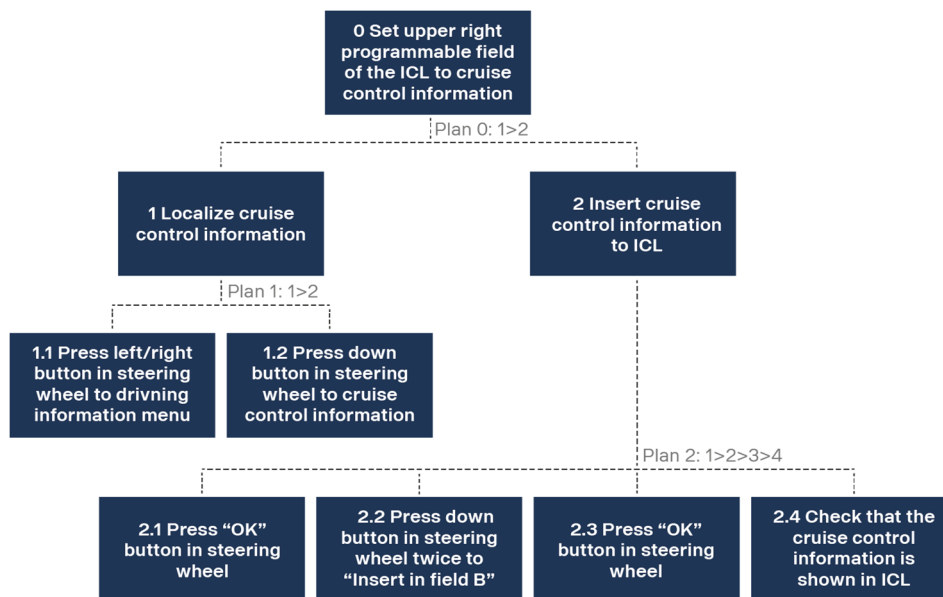 0 Set upper right
programmable field
of the ICL to cruise
control information
Plan 0: 1>2
1 Localize cruise
control information
2 Insert cruise
control information
to ICL
Plan 1: 1>2
1.1 Press left/right
button in steering
wheel to drivning
information menu
1.2 Press down
button in steering
wheel to cruise
control information
Plan 2: 1>2>3>4
2.1 Press “OK”
button in steering
wheel
2.2 Press down
button in steering
wheel twice to
“Insert in field B”
2.3 Press “OK”
button in steering
wheel
2.4 Check that the
cruise control
information is
shown in ICL